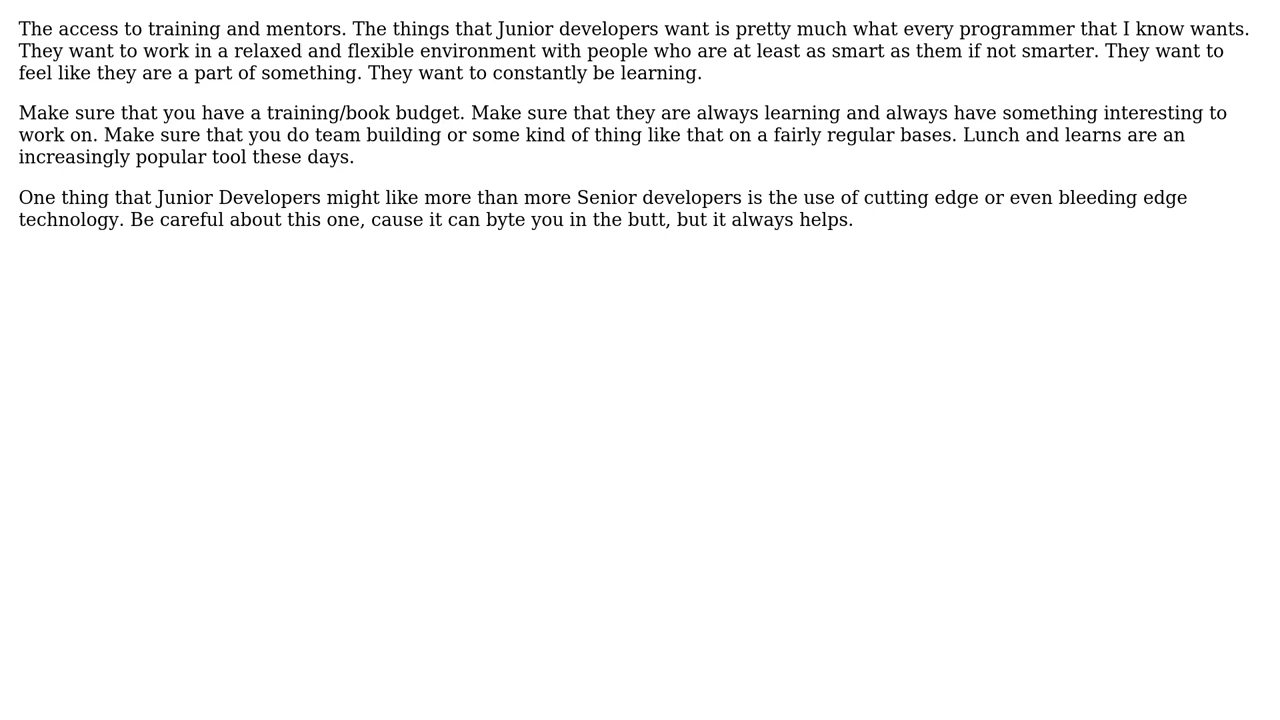 The access to training and mentors. The things that Junior developers want is pretty much what every programmer that I know wants.
They want to work in a relaxed and flexible environment with people who are at least as smart as them if not smarter. They want to
feel like they are a part of something. They want to constantly be learning.
Make sure that you have a training/book budget. Make sure that they are always learning and always have something interesting to
work on. Make sure that you do team building or some kind of thing like that on a fairly regular bases. Lunch and learns are an
increasingly popular tool these days.
One thing that Junior Developers might like more than more Senior developers is the use of cutting edge or even bleeding edge
technology. Be careful about this one, cause it can byte you in the butt, but it always helps.